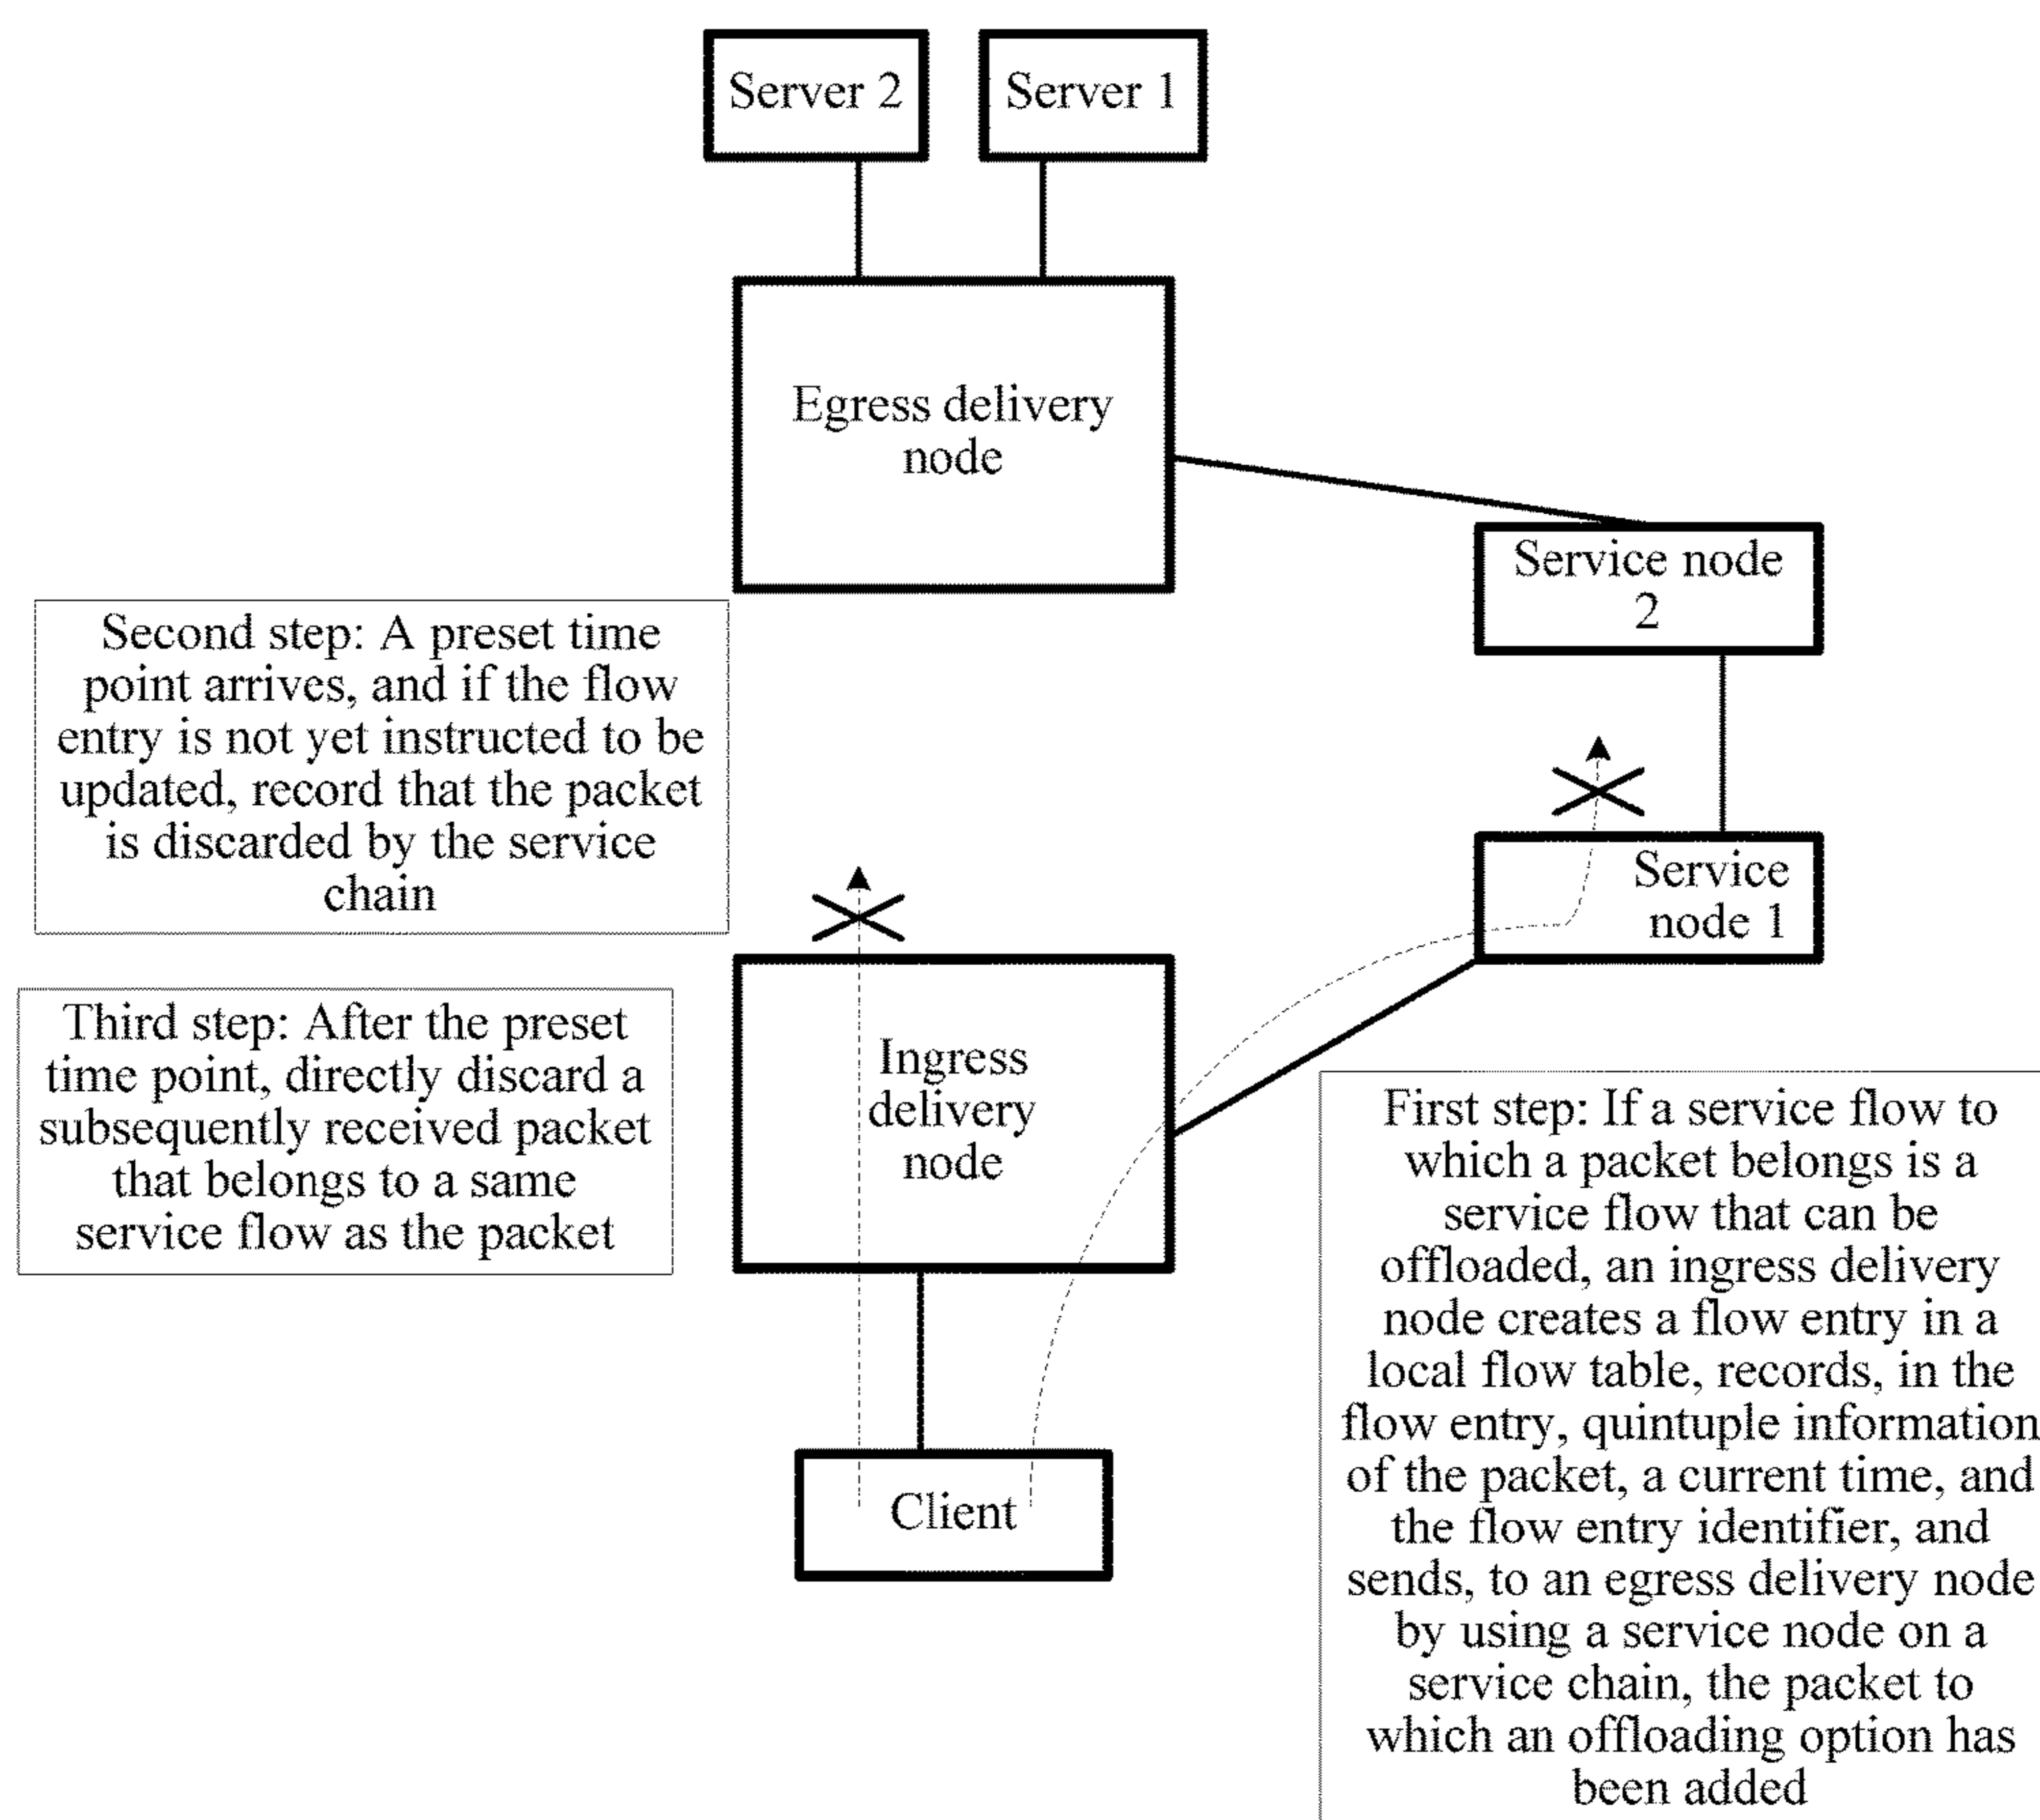 Server 2
Server 1
Egress delivery
node
Service node
2
Second step: A preset time
point arrives, and if the flow
entry is not yet instructed to be
updated, record that the packet
is discarded by the service
chain
Service
node 1
Third step: After the preset
time point, directly discard a
subsequently received packet
that belongs to a same
service flow as the packet
Ingress
delivery
node
First step: If a service flow to
which a packet belongs is a
service flow that can be
offloaded, an ingress delivery
node creates a flow entry in a
local flow table, records, in the
flow entry, quintuple information
of the packet, a current time, and
the flow entry identifier, and
sends, to an egress delivery node
by using a service node on a
service chain, the packet to
which an offloading option has
been added
Client